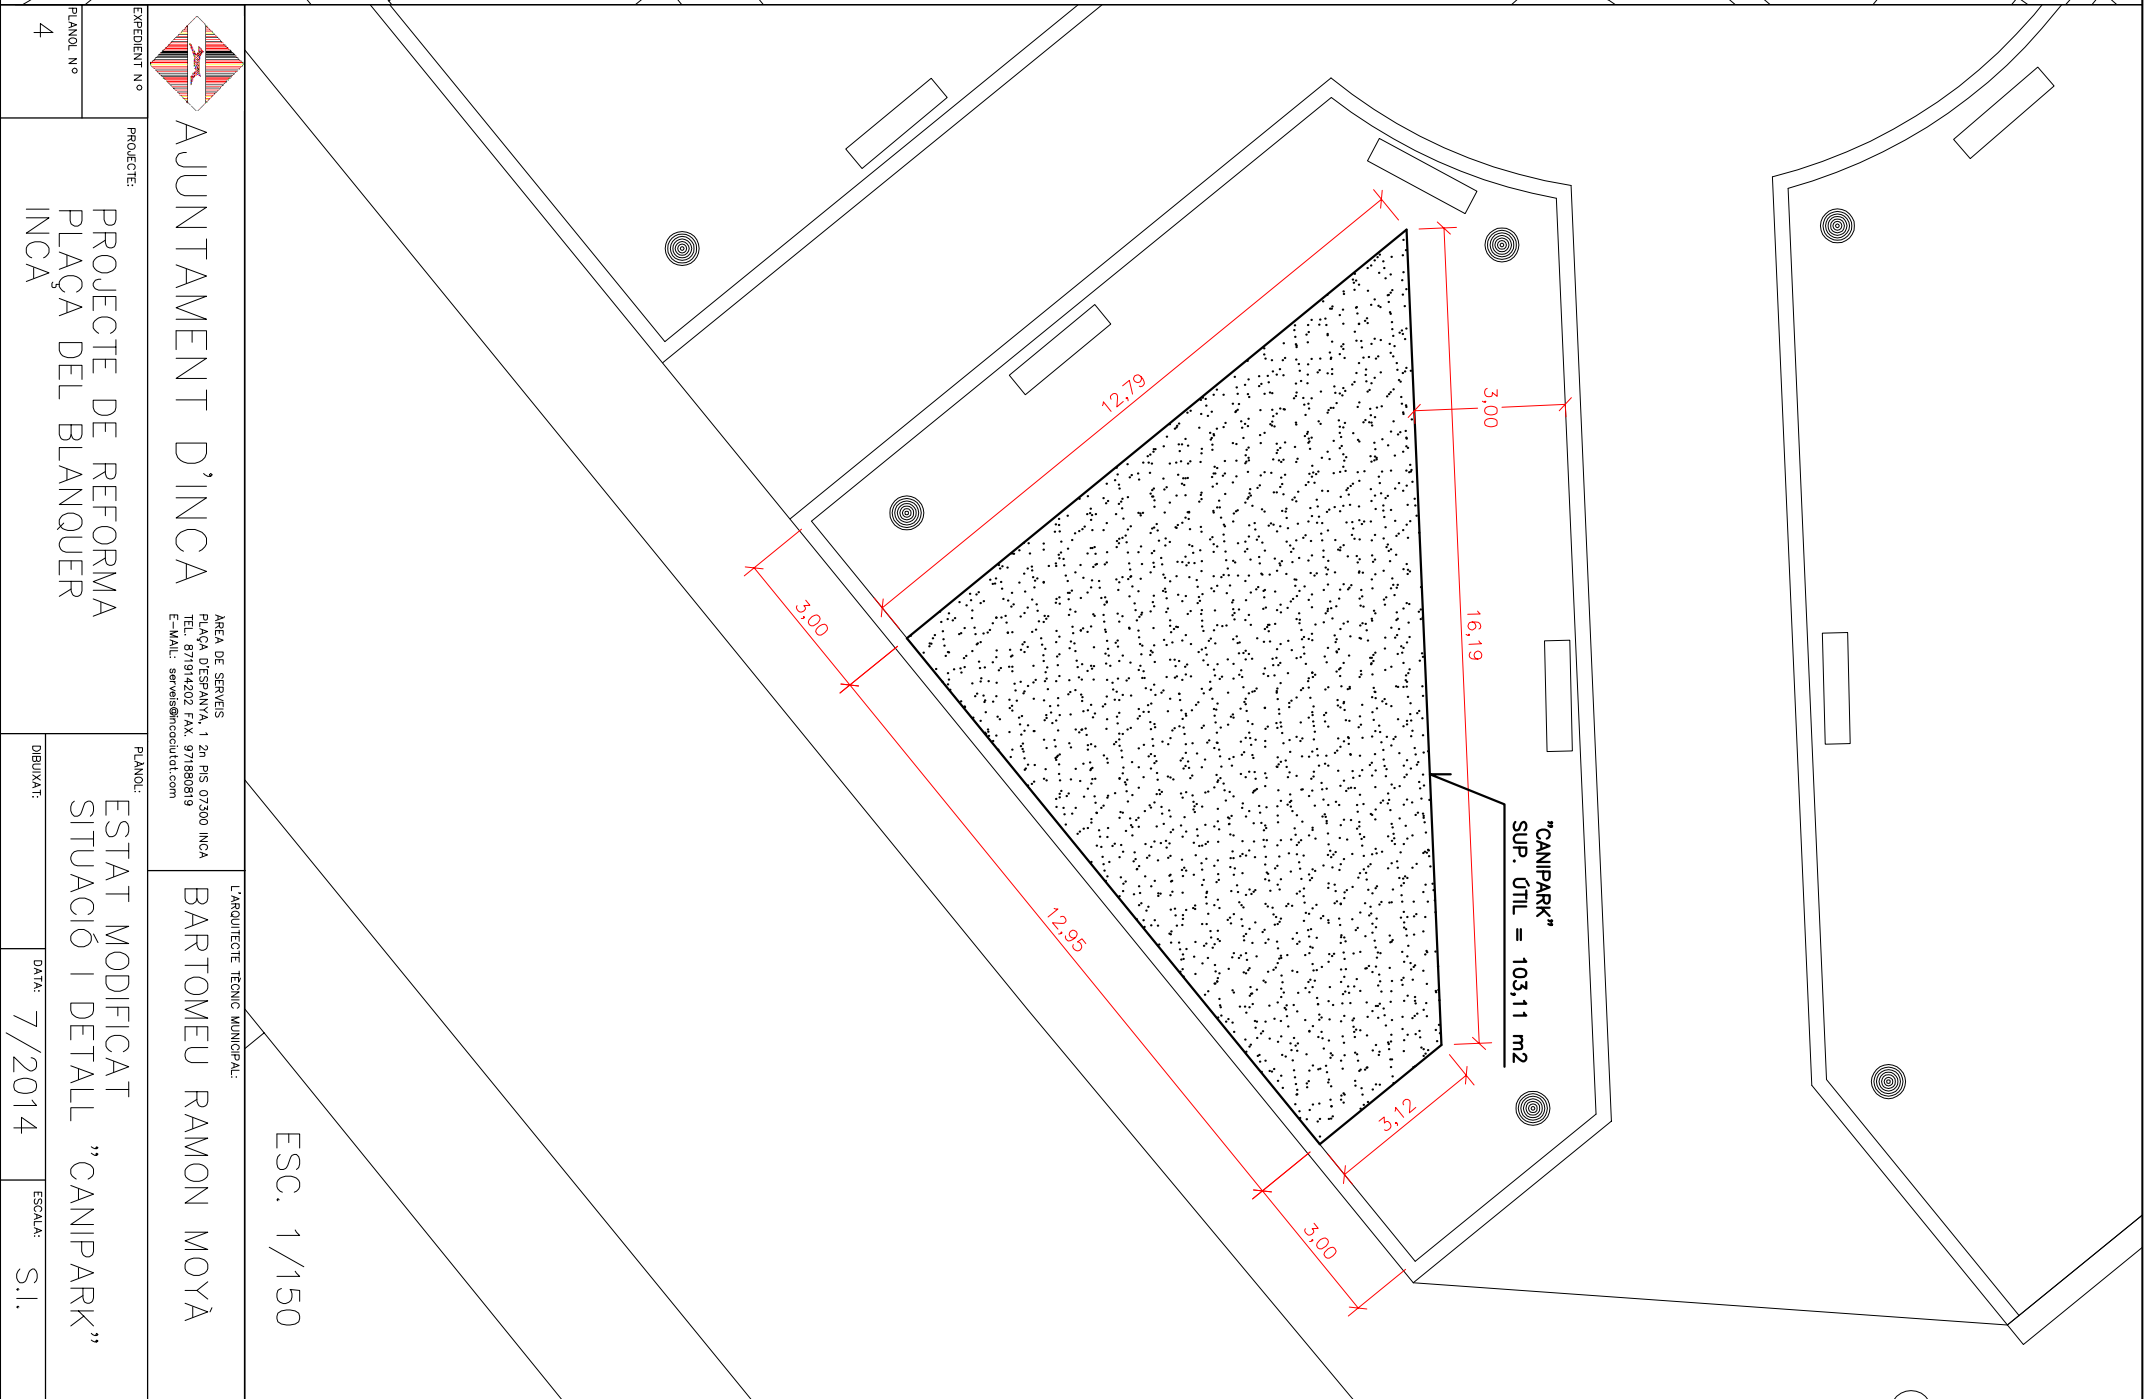 AJUNTAMENT D'INCA
ÀREA DE SERVEIS
PLAÇA D'ESPANYA, 1 2n PIS 07300 INCA
TEL. 871914202 FAX. 971880819
E-MAIL: serveis@incaciutat.com
L'ARQUITECTE TÈCNIC MUNICIPAL:
BARTOMEU RAMON MOYÀ
EXPEDIENT Nº
PLANOL Nº
4
PROJECTE:
PROJECTE DE REFORMA
PLAÇA DEL BLANQUER
INCA
PLÀNOL:
ESTAT MODIFICAT
SITUACIÓ I DETALL "CANIPARK"
DIBUIXAT:
DATA:
7/2014
ESCALA:
S.I.
ESC. 1/150
"CANIPARK"
SUP. ÚTIL = 103,11 m2
3,00
16,19
12,79
3,00
12,95
3,12
3,00